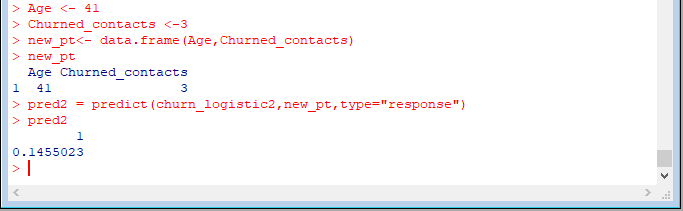 > Age <- 41
> Churned_contacts <-3
> new_pt<- data.frame(Age,Churned_contacts)
> new_pt
  Age Churned_contacts
1  41                3
> pred2 = predict(churn_logistic2,new_pt,type="response")
> pred2
        1
0.1455023
>